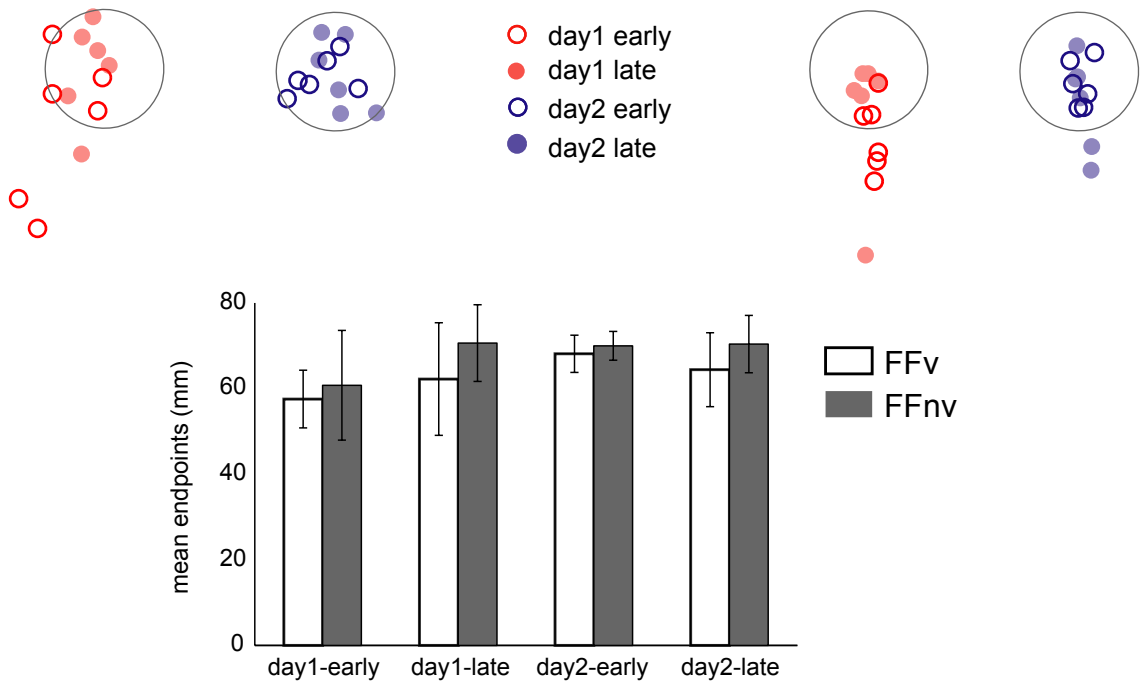 day1 early
day1 late
day2 early
day2 late
80
60
40
20
0
mean endpoints (mm)
day1-early
day1-late
day2-early
day2-late
FFv
FFnv